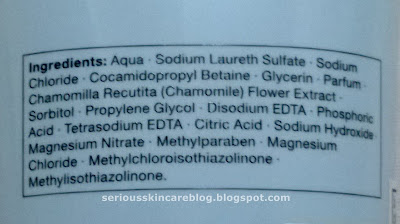 Ingredients: Aqua · Sodium Laureth Sulfate · Sodium
Chloride · Cocamidopropyl Betaine · Glycerin · Parfum ·
Chamomilla Recutita (Chamomile) Flower Extract ·
Sorbitol · Propylene Glycol · Disodium EDTA · Phosphoric
Acid · Tetrasodium EDTA · Citric Acid · Sodium Hydroxide
Magnesium Nitrate · Methylparaben · Magnesium
Chloride · Methylchloroisothiazolinone ·
Methylisothiazolinone.
seriousskincareblog.blogspot.com